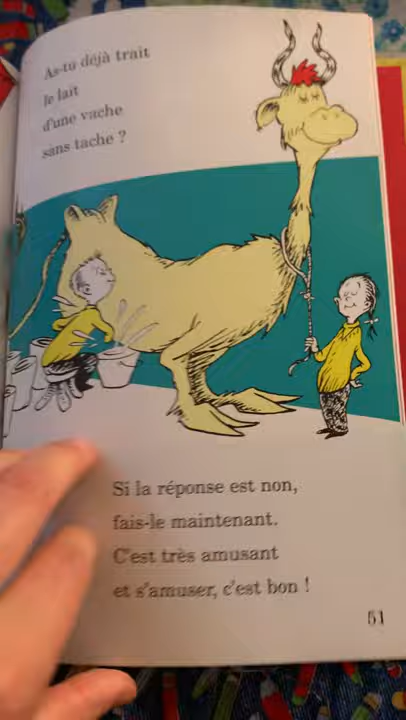 As-tu déjà trait
le lait
d'une vache
sans tache ?
Si la réponse est non,
fais-le maintenant.
C'est très amusant
et s'amuser, c'est bon !
51